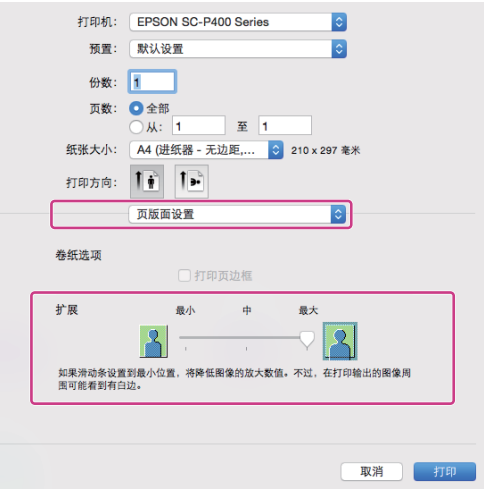 打印机: EPSON SC-P400 Series
预置: 默认设置
份数: 1
页数: 全部
从: 1 至 1
纸张大小: A4 (进纸器 - 无边距,... 210 x 297 毫米
打印方向:
页版面设置
卷纸选项
打印页边框
扩展 最小 中 最大
如果滑动条设置到最小位置，将降低图像的放大数值。不过，在打印输出的图像周
围可能看到有白边。
取消 打印